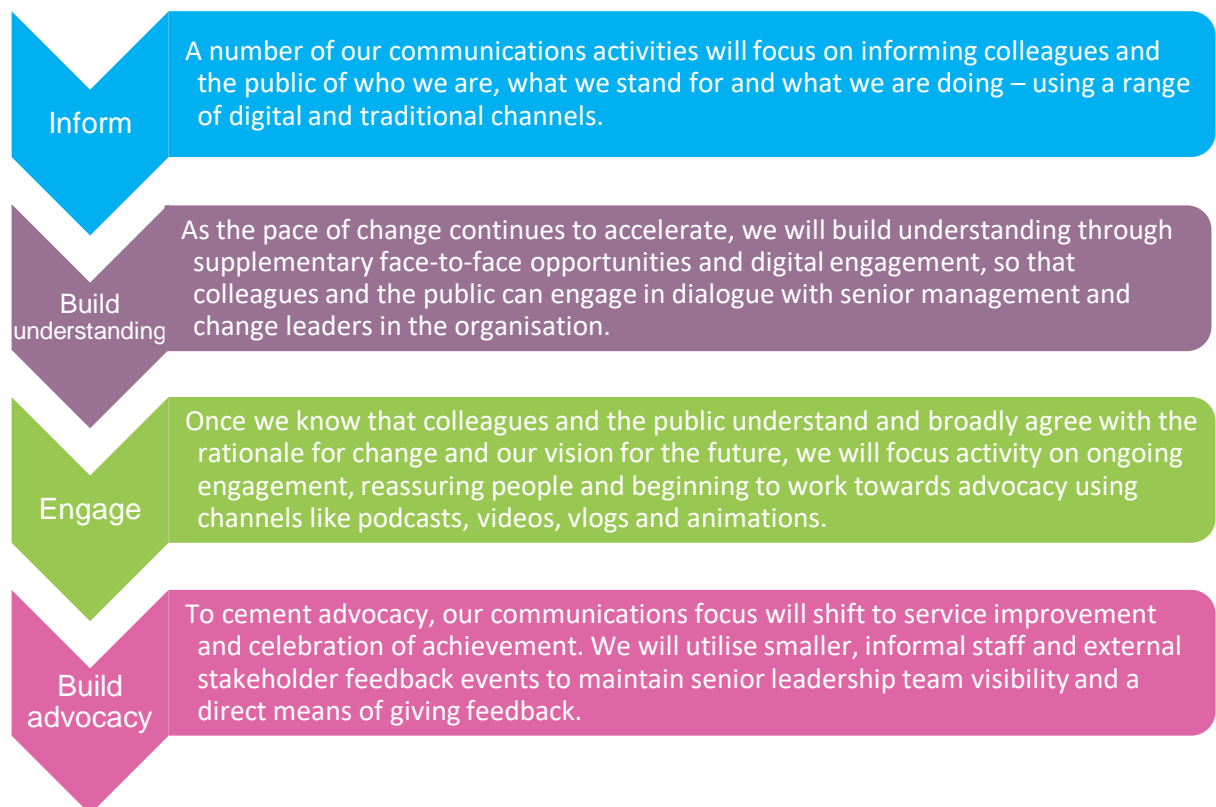 Inform
A number of our communications activities will focus on informing colleagues and
the public of who we are, what we stand for and what we are doing – using a range
of digital and traditional channels.
Build
understanding
As the pace of change continues to accelerate, we will build understanding through
supplementary face-to-face opportunities and digital engagement, so that
colleagues and the public can engage in dialogue with senior management and
change leaders in the organisation.
Engage
Once we know that colleagues and the public understand and broadly agree with the
rationale for change and our vision for the future, we will focus activity on ongoing
engagement, reassuring people and beginning to work towards advocacy using
channels like podcasts, videos, vlogs and animations.
Build
advocacy
To cement advocacy, our communications focus will shift to service improvement
and celebration of achievement. We will utilise smaller, informal staff and external
stakeholder feedback events to maintain senior leadership team visibility and a
direct means of giving feedback.